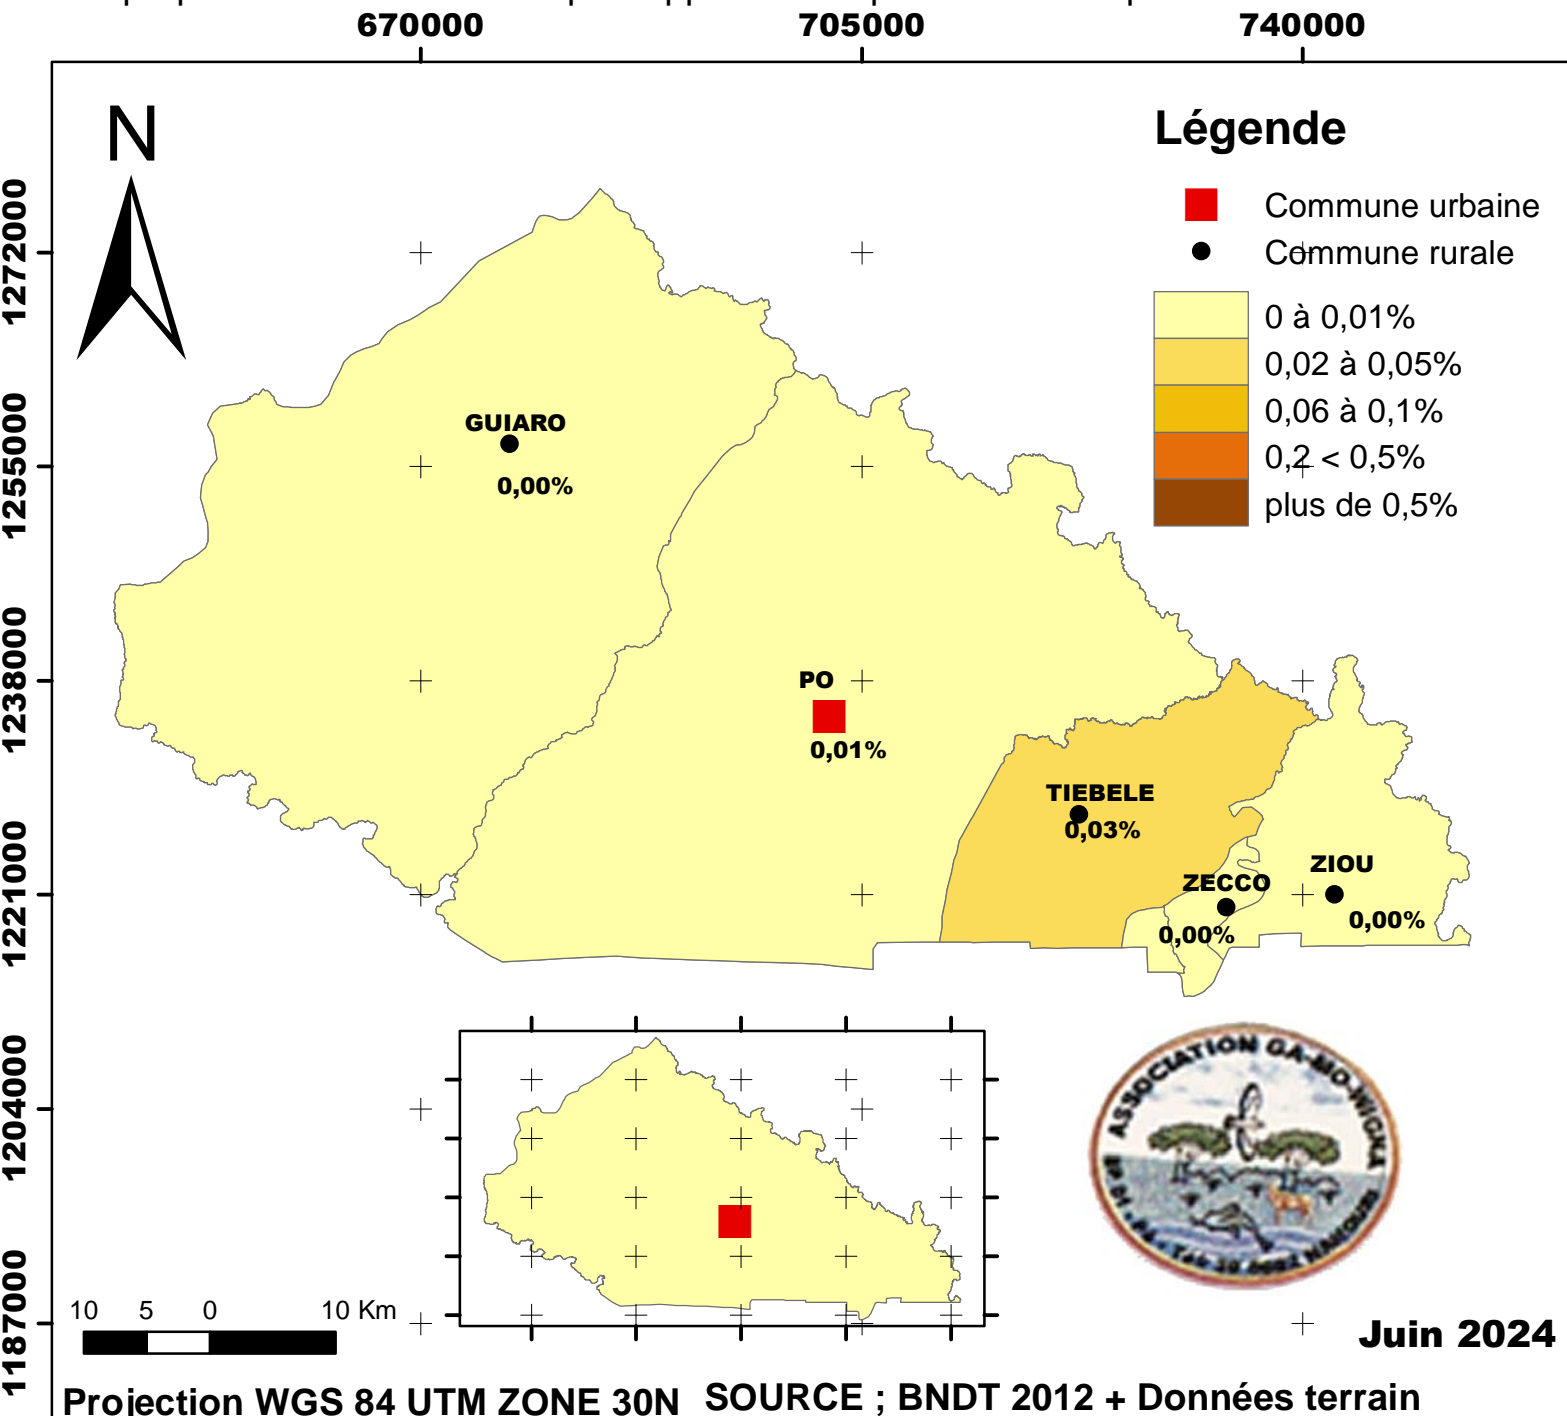 670000 705000 740000
N
Légende
Commune urbaine
Commune rurale
0 à 0,01%
0,02 à 0,05%
0,06 à 0,1%
0,2 < 0,5%
plus de 0,5%
1272000
1255000
1238000
1221000
1204000
1187000
GUIARO
0,00%
PO
0,01%
TIEBELE
0,03%
ZECCO
0,00%
ZIOU
0,00%
ASSOCIATION GA-MO-WIGNA
10 5 0 10 Km
Juin 2024
Projection WGS 84 UTM ZONE 30N SOURCE ; BNDT 2012 + Données terrain